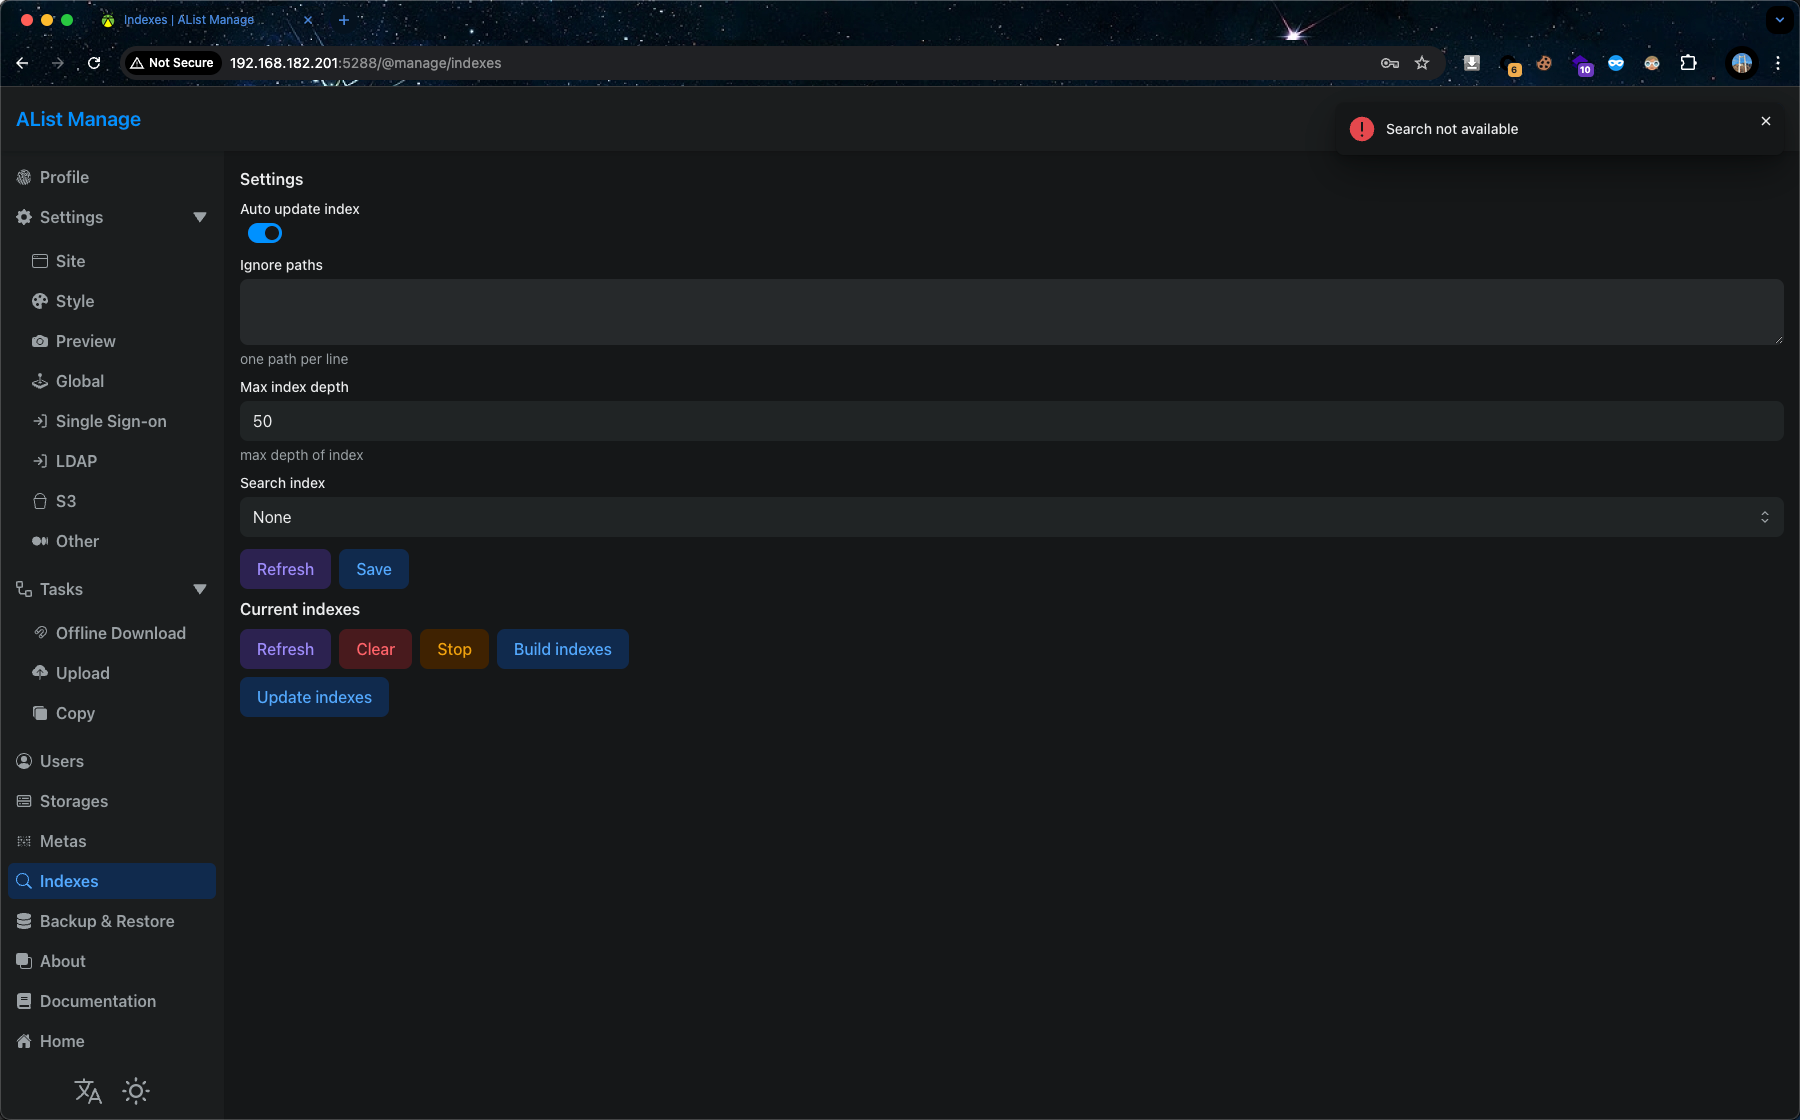 Indexes | AList Manage
Not Secure
192.168.182.201:5288/@manage/indexes
6
10
AList Manage
Search not available
Profile
Settings
Site
Style
Preview
Global
Single Sign-on
LDAP
S3
Other
Tasks
Offline Download
Upload
Copy
Users
Storages
Metas
Indexes
Backup & Restore
About
Documentation
Home
Settings
Auto update index
Ignore paths
one path per line
Max index depth
50
max depth of index
Search index
None
Refresh
Save
Current indexes
Refresh
Clear
Stop
Build indexes
Update indexes